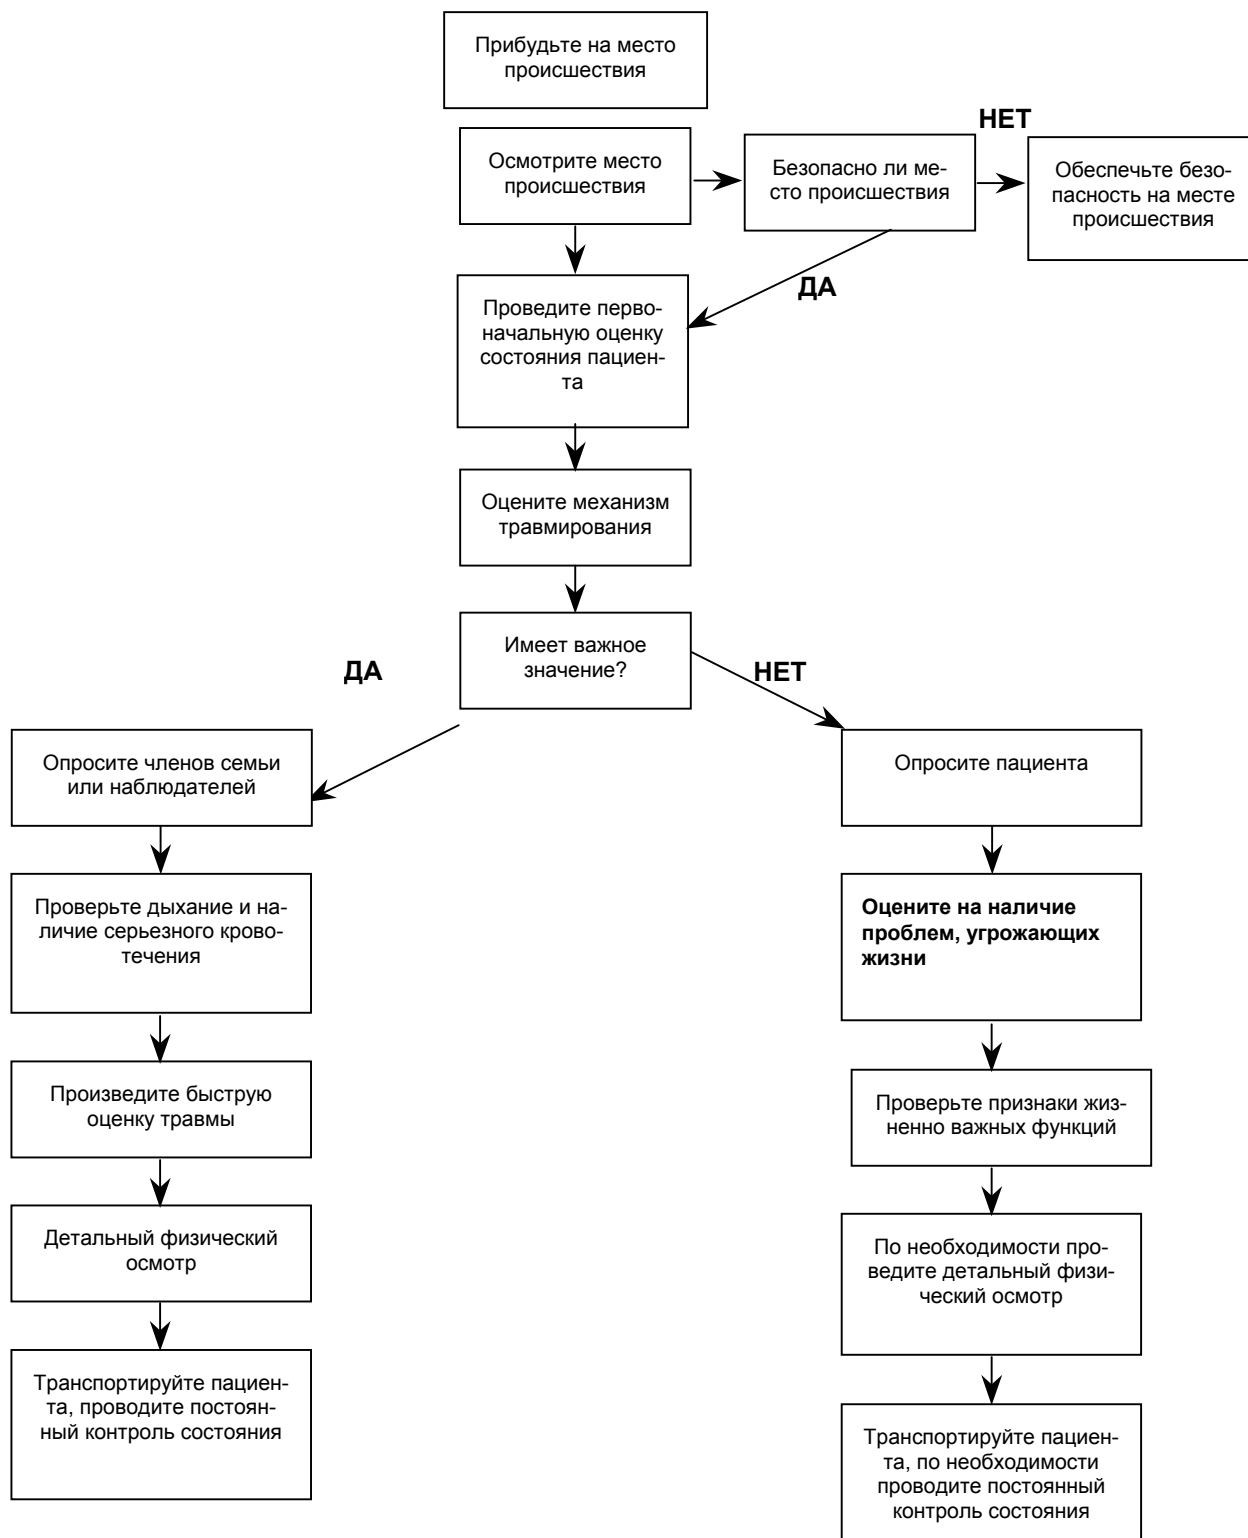 Прибудьте на место
происшествия
Осмотрите место
происшествия
Безопасно ли ме-
сто происшествия
НЕТ
Обеспечьте безо-
пасность на месте
происшествия
ДА
Проведите перво-
начальную оценку
состояния пациен-
та
Оцените механизм
травмирования
Имеет важное
значение?
ДА
НЕТ
Опросите членов семьи
или наблюдателей
Проверьте дыхание и на-
личие серьезного крово-
течения
Произведите быструю
оценку травмы
Детальный физический
осмотр
Транспортируйте пациен-
та, проводите постоян-
ный контроль состояния
Опросите пациента
Оцените на наличие
проблем, угрожающих
жизни
Проверьте признаки жиз-
ненно важных функций
По необходимости про-
ведите детальный физи-
ческий осмотр
Транспортируйте пациен-
та, по необходимости
проводите постоянный
контроль состояния